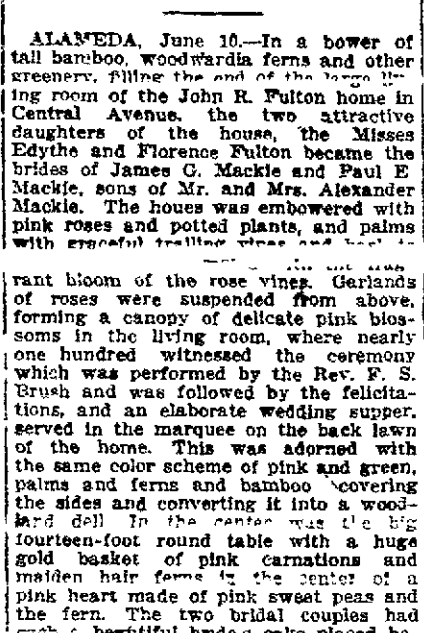 ALAMEDA, June 10.—In a bower of
tall bamboo, woodwardia ferns and other
greenery, filling the end of the large liv-
ing room of the John R. Fulton home in
Central Avenue, the two attractive
daughters of the house, the Misses
Edythe and Florence Fulton became the
brides of James G. Mackie and Paul E
Mackie, sons of Mr. and Mrs. Alexander
Mackie. The houes was embowered with
pink roses and potted plants, and palms
with graceful trailing vines and
rant bloom of the rose vines. Garlands
of roses were suspended from above,
forming a canopy of delicate pink blos-
soms in the living room, where nearly
one hundred witnessed the ceremony
which was performed by the Rev. F. S.
Brush and was followed by the felicita-
tions, and an elaborate wedding supper,
served in the marquee on the back lawn
of the home. This was adorned with
the same color scheme of pink and green,
palms and ferns and bamboo covering
the sides and converting it into a wood-
land dell In the center was the big
fourteen-foot round table with a huge
gold basket of pink carnations and
maiden hair ferns in the center of a
pink heart made of pink sweat peas and
the fern. The two bridal couples had
beautiful placed